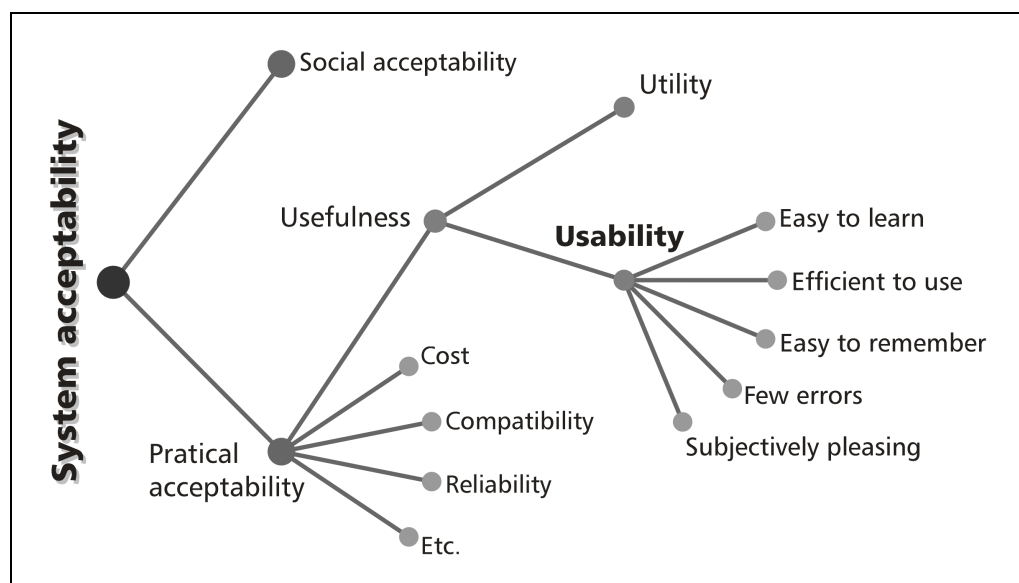 System acceptability
Social acceptability
Utility
Usefulness
Usability
Easy to learn
Efficient to use
Easy to remember
Few errors
Subjectively pleasing
Cost
Compatibility
Pratical
acceptability
Reliability
Etc.